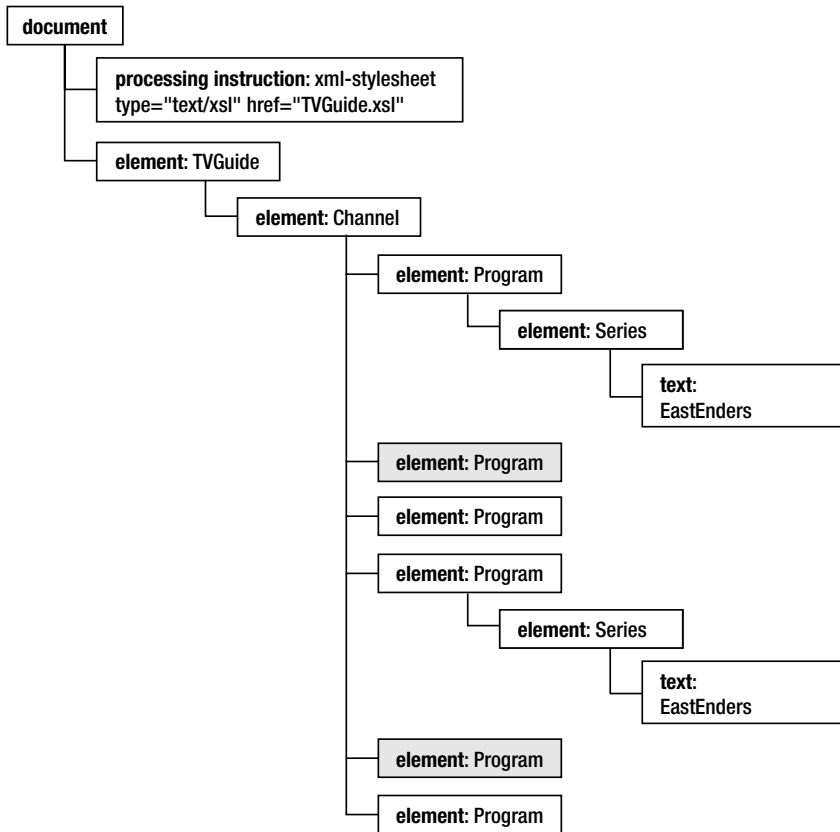 document
processing instruction: xml-stylesheet
type="text/xsl" href="TVGuide.xsl"
element: TVGuide
element: Channel
element: Program
element: Series
text:
EastEnders
element: Program
element: Program
element: Program
element: Series
text:
EastEnders
element: Program
element: Program